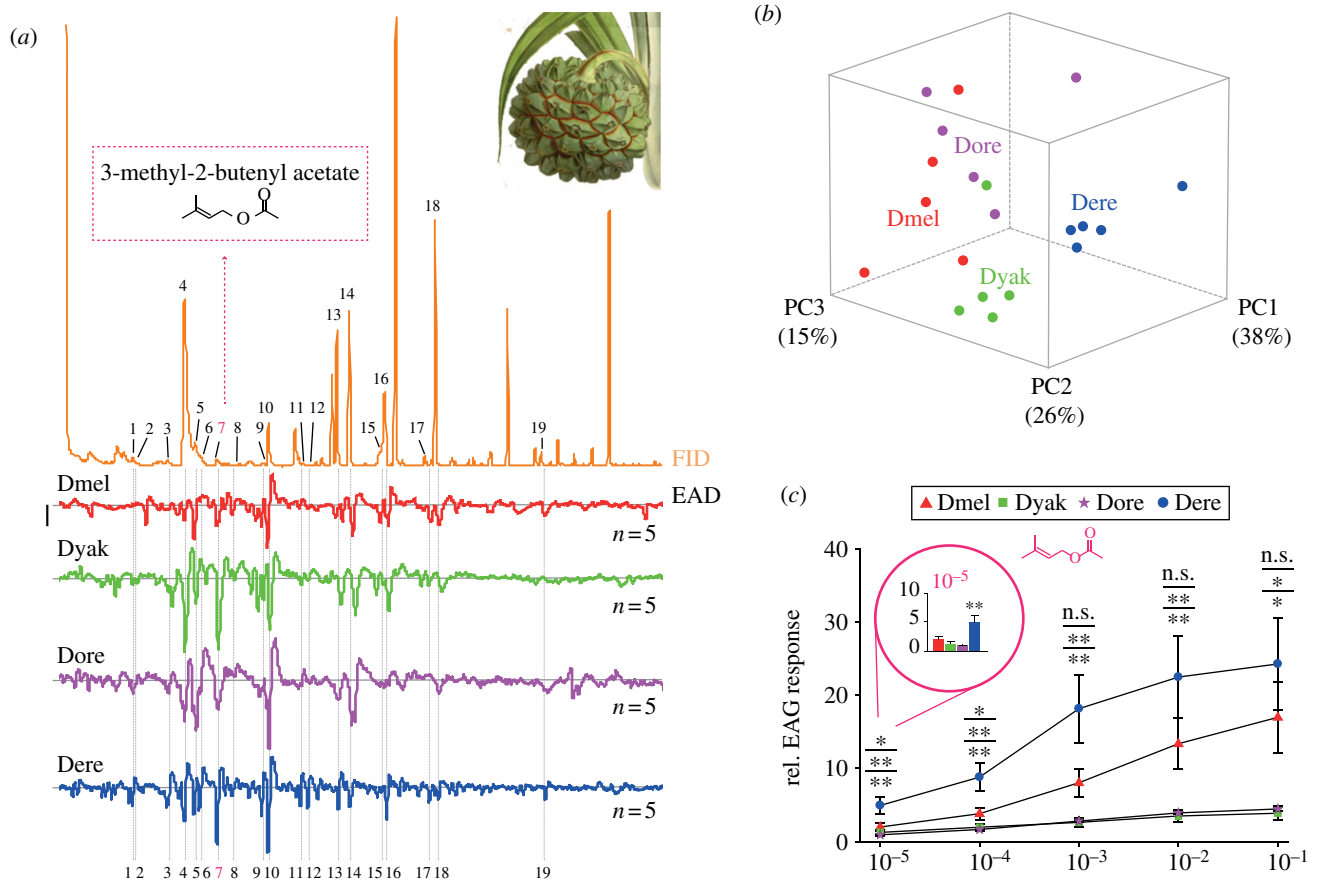 (a)
3-methyl-2-butenyl acetate
O
O
1
2
3
4
5
6
7
8
9
10
11
12
13
14
15
16
17
18
19
FID
EAD
Dmel
n = 5
Dyak
n = 5
Dore
n = 5
Dere
n = 5
1 2 3 4 5 6 7 8 9 10 11 12 13 14 15 16 17 18 19
(b)
Dore
Dmel
Dere
Dyak
PC3
(15%)
PC1
(38%)
PC2
(26%)
(c)
Dmel Dyak Dore Dere
O
O
rel. EAG response
40
30
20
10
0
10⁻⁵
10
5
0
**
*
**
**
*
**
**
n.s.
**
**
n.s.
**
**
n.s.
*
*
10⁻⁵ 10⁻⁴ 10⁻³ 10⁻² 10⁻¹